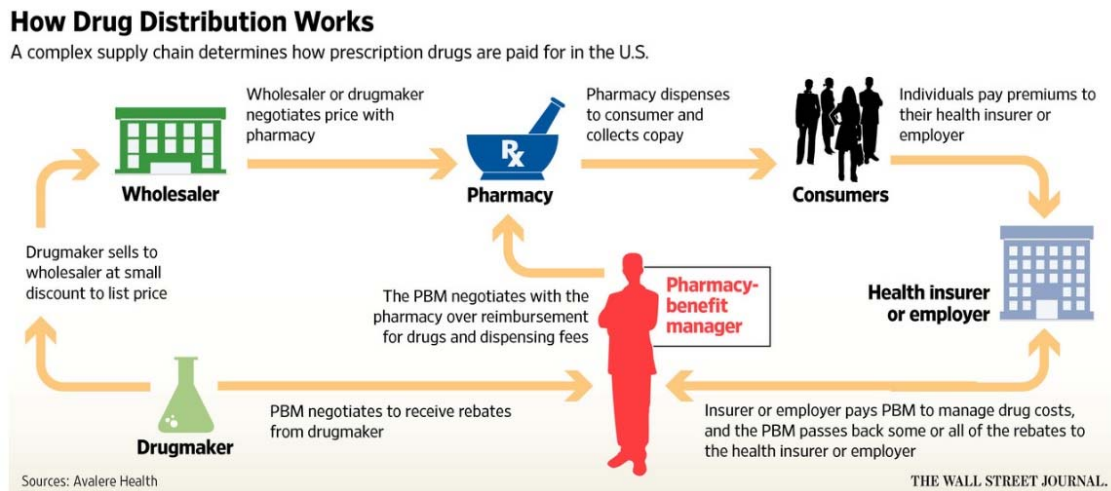 How Drug Distribution Works
A complex supply chain determines how prescription drugs are paid for in the U.S.
Wholesaler or drugmaker
negotiates price with
pharmacy
Pharmacy dispenses
to consumer and
collects copay
Individuals pay premiums to
their health insurer or
employer
Wholesaler
Rx
Pharmacy
Consumers
Drugmaker sells to
wholesaler at small
discount to list price
The PBM negotiates with the
pharmacy over reimbursement
for drugs and dispensing fees
Pharmacy-
benefit
manager
Health insurer
or employer
PBM negotiates to receive rebates
from drugmaker
Drugmaker
Insurer or employer pays PBM to manage drug costs,
and the PBM passes back some or all of the rebates to
the health insurer or employer
Sources: Avalere Health
THE WALL STREET JOURNAL.